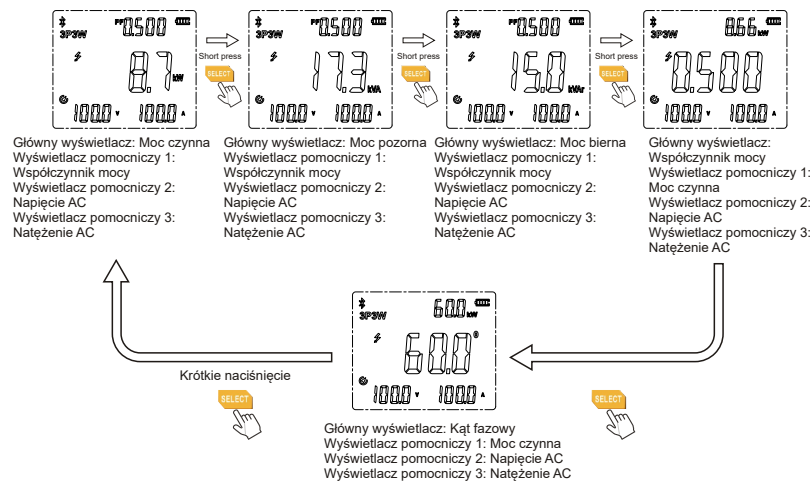 3P3W
PF 0.500
8.7 kW
100.0 V 100.0 A
Short press
SELECT
3P3W
PF 0.500
17.3 kVA
100.0 V 100.0 A
Short press
SELECT
3P3W
PF 0.500
15.0 kVAr
100.0 V 100.0 A
Short press
SELECT
3P3W
8.66 kW
0.500
100.0 V 100.0 A
Główny wyświetlacz: Moc czynna
Wyświetlacz pomocniczy 1:
Współczynnik mocy
Wyświetlacz pomocniczy 2:
Napięcie AC
Wyświetlacz pomocniczy 3:
Natężenie AC
Główny wyświetlacz: Moc pozorna
Wyświetlacz pomocniczy 1:
Współczynnik mocy
Wyświetlacz pomocniczy 2:
Napięcie AC
Wyświetlacz pomocniczy 3:
Natężenie AC
Główny wyświetlacz: Moc bierna
Wyświetlacz pomocniczy 1:
Współczynnik mocy
Wyświetlacz pomocniczy 2:
Napięcie AC
Wyświetlacz pomocniczy 3:
Natężenie AC
Główny wyświetlacz:
Współczynnik mocy
Wyświetlacz pomocniczy 1:
Moc czynna
Wyświetlacz pomocniczy 2:
Napięcie AC
Wyświetlacz pomocniczy 3:
Natężenie AC
3P3W
60.0 kW
60.0°
100.0 V 100.0 A
Krótkie naciśnięcie
SELECT
SELECT
Główny wyświetlacz: Kąt fazowy
Wyświetlacz pomocniczy 1: Moc czynna
Wyświetlacz pomocniczy 2: Napięcie AC
Wyświetlacz pomocniczy 3: Natężenie AC